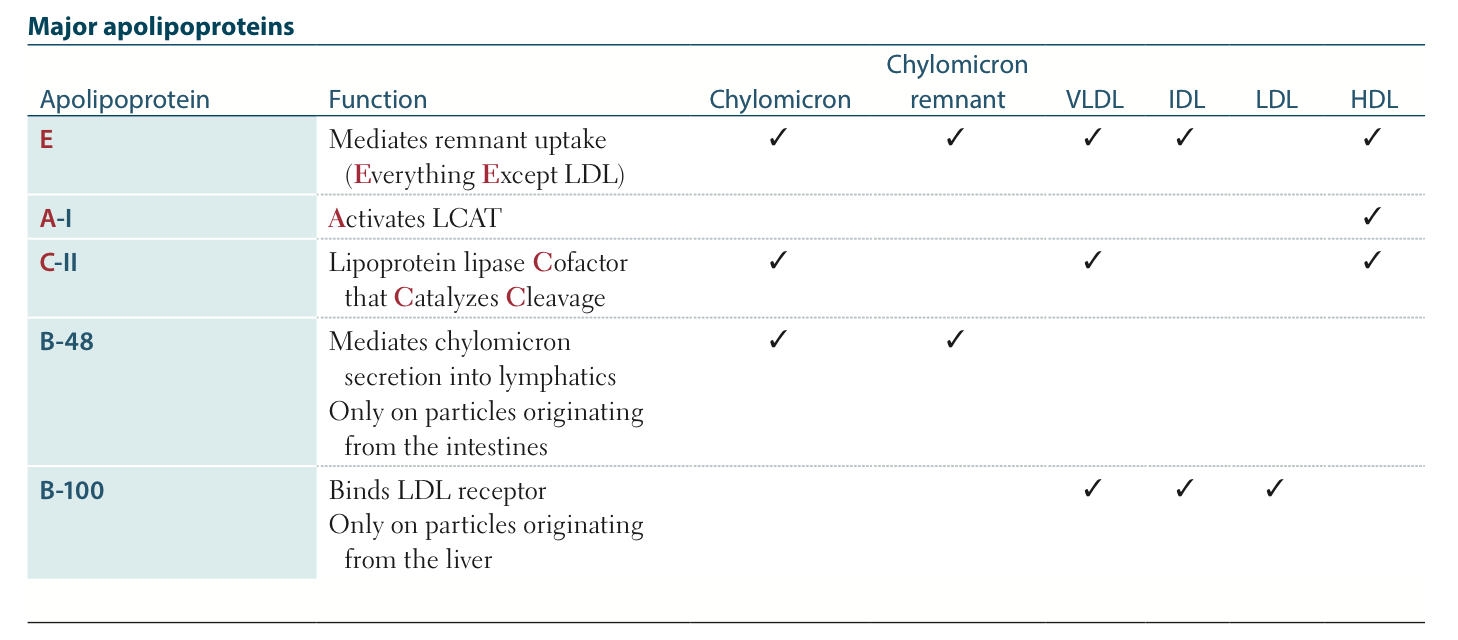 Major apolipoproteins
Chylomicron
Apolipoprotein Function Chylomicron remnant VLDL IDL LDL HDL
E Mediates remnant uptake ✓ ✓ ✓ ✓ ✓
(Everything Except LDL)
A-I Activates LCAT ✓
C-II Lipoprotein lipase Cofactor ✓ ✓ ✓
that Catalyzes Cleavage
B-48 Mediates chylomicron ✓ ✓
secretion into lymphatics
Only on particles originating
from the intestines
B-100 Binds LDL receptor ✓ ✓ ✓
Only on particles originating
from the liver